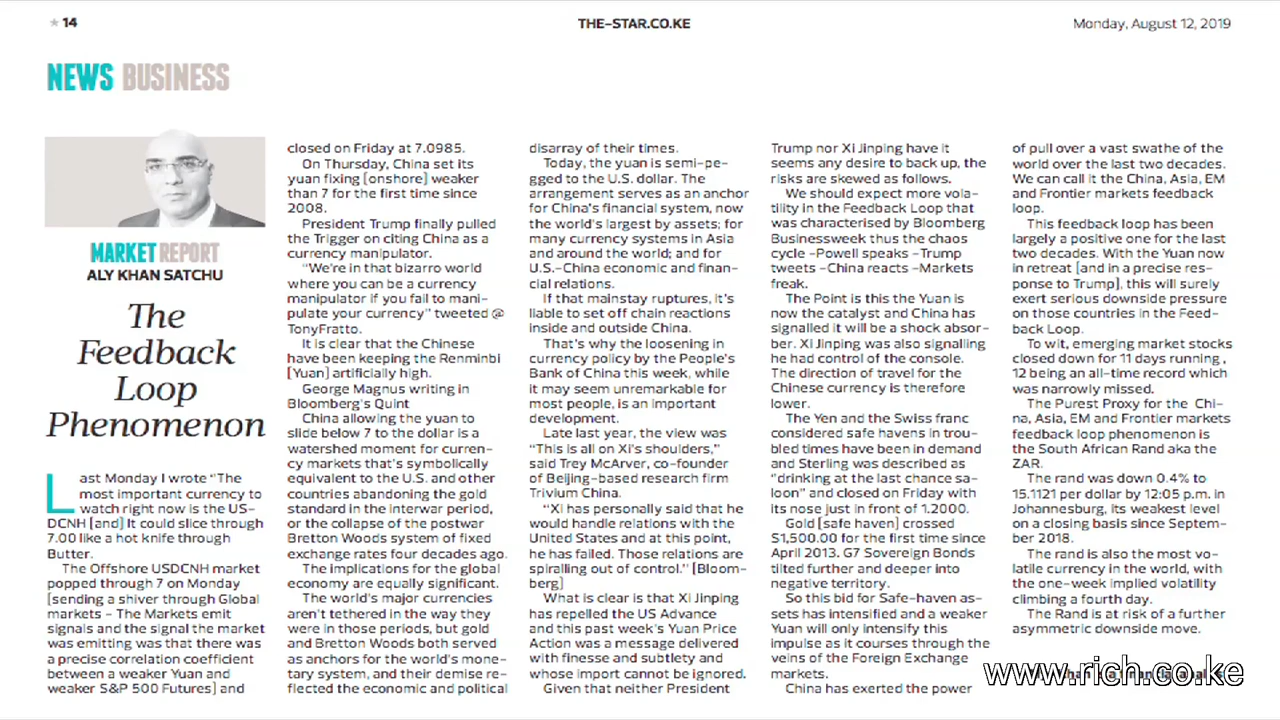 ★ 14
THE-STAR.CO.KE
Monday, August 12, 2019
NEWS BUSINESS
MARKET REPORT
ALY KHAN SATCHU
The
Feedback
Loop
Phenomenon
Last Monday I wrote "The
most important currency to
watch right now is the US-
DCNH [and] It could slice through
7.00 like a hot knife through
Butter.
The Offshore USDCNH market
popped through 7 on Monday
[sending a shiver through Global
markets - The Markets emit
signals and the signal the market
was emitting was that there was
a precise correlation coefficient
between a weaker Yuan and
weaker S&P 500 Futures] and
closed on Friday at 7.0985.
On Thursday, China set its
yuan fixing [onshore] weaker
than 7 for the first time since
2008.
President Trump finally pulled
the Trigger on citing China as a
currency manipulator.
"We're in that bizarro world
where you can be a currency
manipulator if you fail to mani-
pulate your currency" tweeted @
TonyFratto.
It is clear that the Chinese
have been keeping the Renminbi
[Yuan] artificially high.
George Magnus writing in
Bloomberg's Quint
China allowing the yuan to
slide below 7 to the dollar is a
watershed moment for curren-
cy markets that's symbolically
equivalent to the U.S. and other
countries abandoning the gold
standard in the interwar period,
or the collapse of the postwar
Bretton Woods system of fixed
exchange rates four decades ago.
The implications for the global
economy are equally significant.
The world's major currencies
aren't tethered in the way they
were in those periods, but gold
and Bretton Woods both served
as anchors for the world's mone-
tary system, and their demise re-
flected the economic and political
disarray of their times.
Today, the yuan is semi-pe-
gged to the U.S. dollar. The
arrangement serves as an anchor
for China's financial system, now
the world's largest by assets; for
many currency systems in Asia
and around the world; and for
U.S.-China economic and finan-
cial relations.
If that mainstay ruptures, it's
liable to set off chain reactions
inside and outside China.
That's why the loosening in
currency policy by the People's
Bank of China this week, while
it may seem unremarkable for
most people, is an important
development.
Late last year, the view was
"This is all on Xi's shoulders,"
said Trey McArver, co-founder
of Beijing-based research firm
Trivium China.
"Xi has personally said that he
would handle relations with the
United States and at this point,
he has failed. Those relations are
spiralling out of control." [Bloom-
berg]
What is clear is that Xi Jinping
has repelled the US Advance
and this past week's Yuan Price
Action was a message delivered
with finesse and subtlety and
whose import cannot be ignored.
Given that neither President
Trump nor Xi Jinping have it
seems any desire to back up, the
risks are skewed as follows.
We should expect more vola-
tility in the Feedback Loop that
was characterised by Bloomberg
Businessweek thus the chaos
cycle -Powell speaks -Trump
tweets -China reacts -Markets
freak.
The Point is this the Yuan is
now the catalyst and China has
signalled it will be a shock absor-
ber. Xi Jinping was also signalling
he had control of the console.
The direction of travel for the
Chinese currency is therefore
lower.
The Yen and the Swiss franc
considered safe havens in trou-
bled times have been in demand
and Sterling was described as
"drinking at the last chance sa-
loon" and closed on Friday with
its nose just in front of 1.2000.
Gold [safe haven] crossed
$1,500.00 for the first time since
April 2013. G7 Sovereign Bonds
tilted further and deeper into
negative territory.
So this bid for Safe-haven as-
sets has intensified and a weaker
Yuan will only intensify this
impulse as it courses through the
veins of the Foreign Exchange
markets.
China has exerted the power
of pull over a vast swathe of the
world over the last two decades.
We can call it the China, Asia, EM
and Frontier markets feedback
loop.
This feedback loop has been
largely a positive one for the last
two decades. With the Yuan now
in retreat [and in a precise res-
ponse to Trump], this will surely
exert serious downside pressure
on those countries in the Feed-
back Loop.
To wit, emerging market stocks
closed down for 11 days running ,
12 being an all-time record which
was narrowly missed.
The Purest Proxy for the Chi-
na, Asia, EM and Frontier markets
feedback loop phenomenon is
the South African Rand aka the
ZAR.
The rand was down 0.4% to
15.1121 per dollar by 12:05 p.m. in
Johannesburg, its weakest level
on a closing basis since Septem-
ber 2018.
The rand is also the most vo-
latile currency in the world, with
the one-week implied volatility
climbing a fourth day.
The Rand is at risk of a further
asymmetric downside move.
www.rich.co.ke